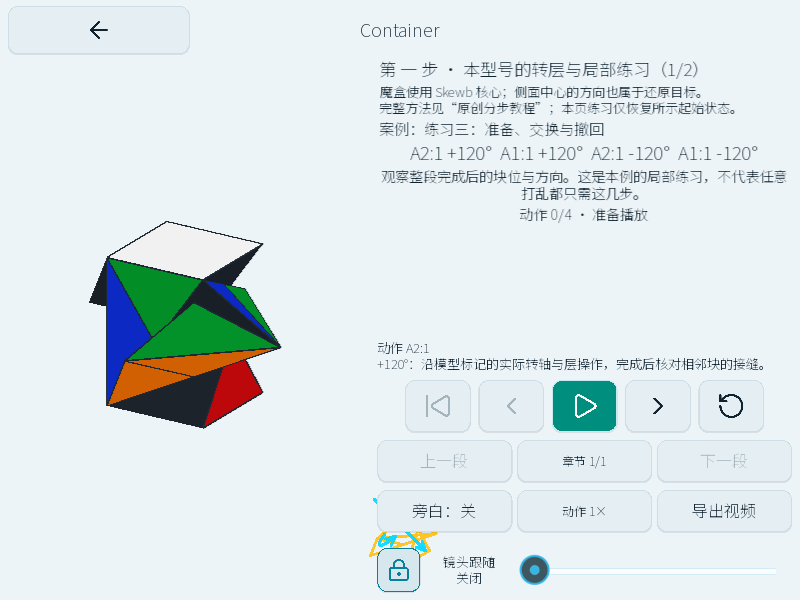 Container
第一步 · 本型号的转层与局部练习（1/2）
魔盒使用 Skewb 核心；侧面中心的方向也属于还原目标。
完整方法见“原创分步教程”；本页练习仅恢复所示起始状态。
案例：练习三：准备、交换与撤回
A2:1 +120°  A1:1 +120°  A2:1 -120°  A1:1 -120°
观察整段完成后的块位与方向。这是本例的局部练习，不代表任意
打乱都只需这几步。
动作 0/4 · 准备播放
动作 A2:1
+120°：沿模型标记的实际转轴与层操作，完成后核对相邻块的接缝。
上一段
章节 1/1
下一段
旁白：关
动作 1×
导出视频
镜头跟随
关闭